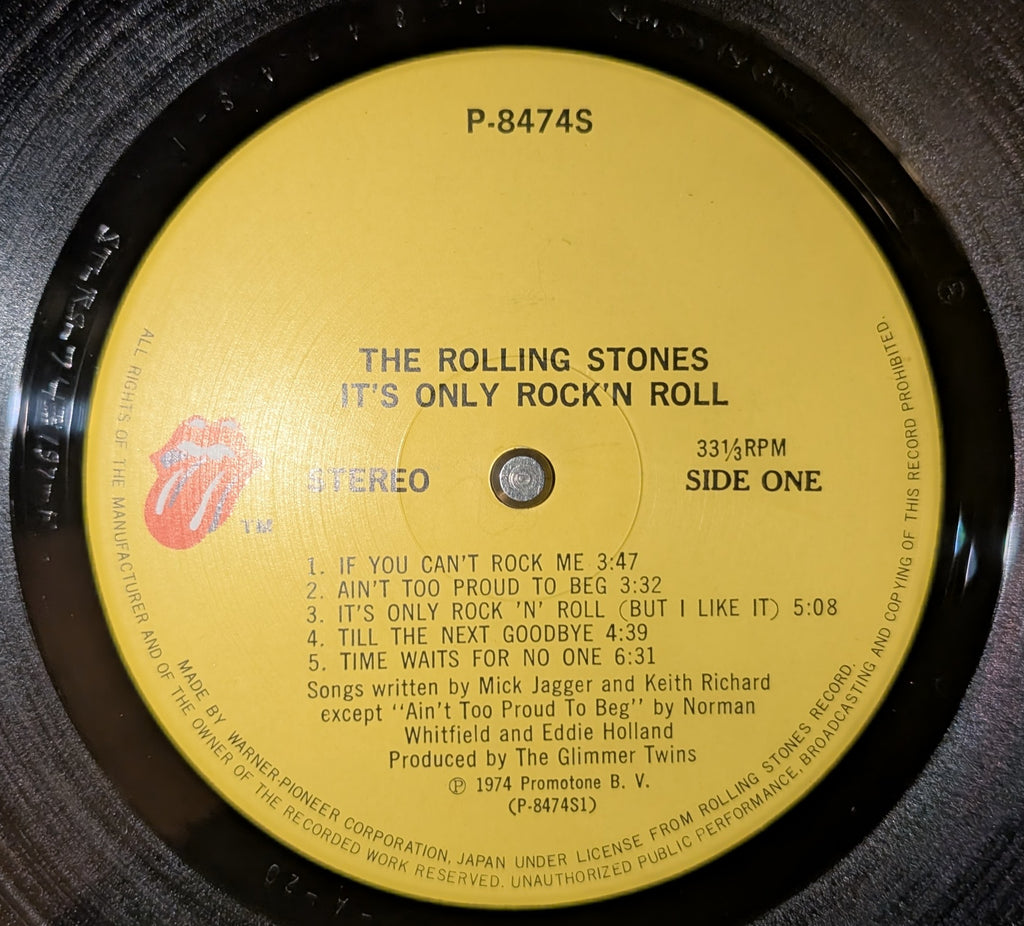 P-8474S
THE ROLLING STONES
IT'S ONLY ROCK'N ROLL
STEREO
33⅓RPM
SIDE ONE
TM
1. IF YOU CAN'T ROCK ME 3:47
2. AIN'T TOO PROUD TO BEG 3:32
3. IT'S ONLY ROCK 'N' ROLL (BUT I LIKE IT) 5:08
4. TILL THE NEXT GOODBYE 4:39
5. TIME WAITS FOR NO ONE 6:31
Songs written by Mick Jagger and Keith Richard
except "Ain't Too Proud To Beg" by Norman
Whitfield and Eddie Holland
Produced by The Glimmer Twins
℗ 1974 Promotone B. V.
(P-8474S1)
MADE BY WARNER-PIONEER CORPORATION, JAPAN UNDER LICENSE FROM ROLLING STONES RECORD.
ALL RIGHTS OF THE MANUFACTURER AND OF THE OWNER OF THE RECORDED WORK RESERVED. UNAUTHORIZED PUBLIC PERFORMANCE, BROADCASTING AND COPYING OF THIS RECORD PROHIBITED.